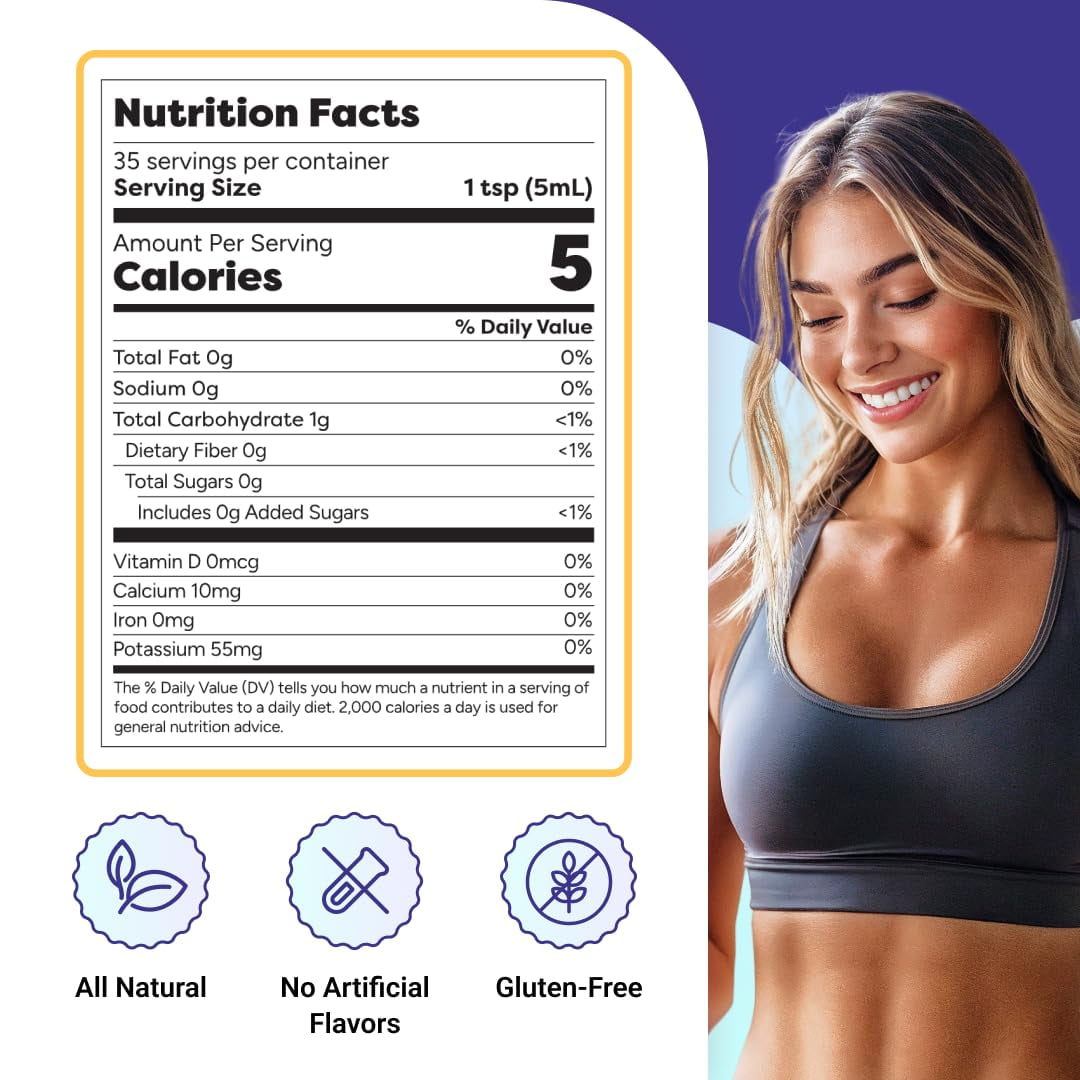 Nutrition Facts
35 servings per container
Serving Size 1 tsp (5mL)
Amount Per Serving
Calories 5
% Daily Value
Total Fat 0g 0%
Sodium 0g 0%
Total Carbohydrate 1g <1%
Dietary Fiber 0g <1%
Total Sugars 0g
Includes 0g Added Sugars <1%
Vitamin D 0mcg 0%
Calcium 10mg 0%
Iron 0mg 0%
Potassium 55mg 0%
The % Daily Value (DV) tells you how much a nutrient in a serving of
food contributes to a daily diet. 2,000 calories a day is used for
general nutrition advice.
All Natural
No Artificial
Flavors
Gluten-Free